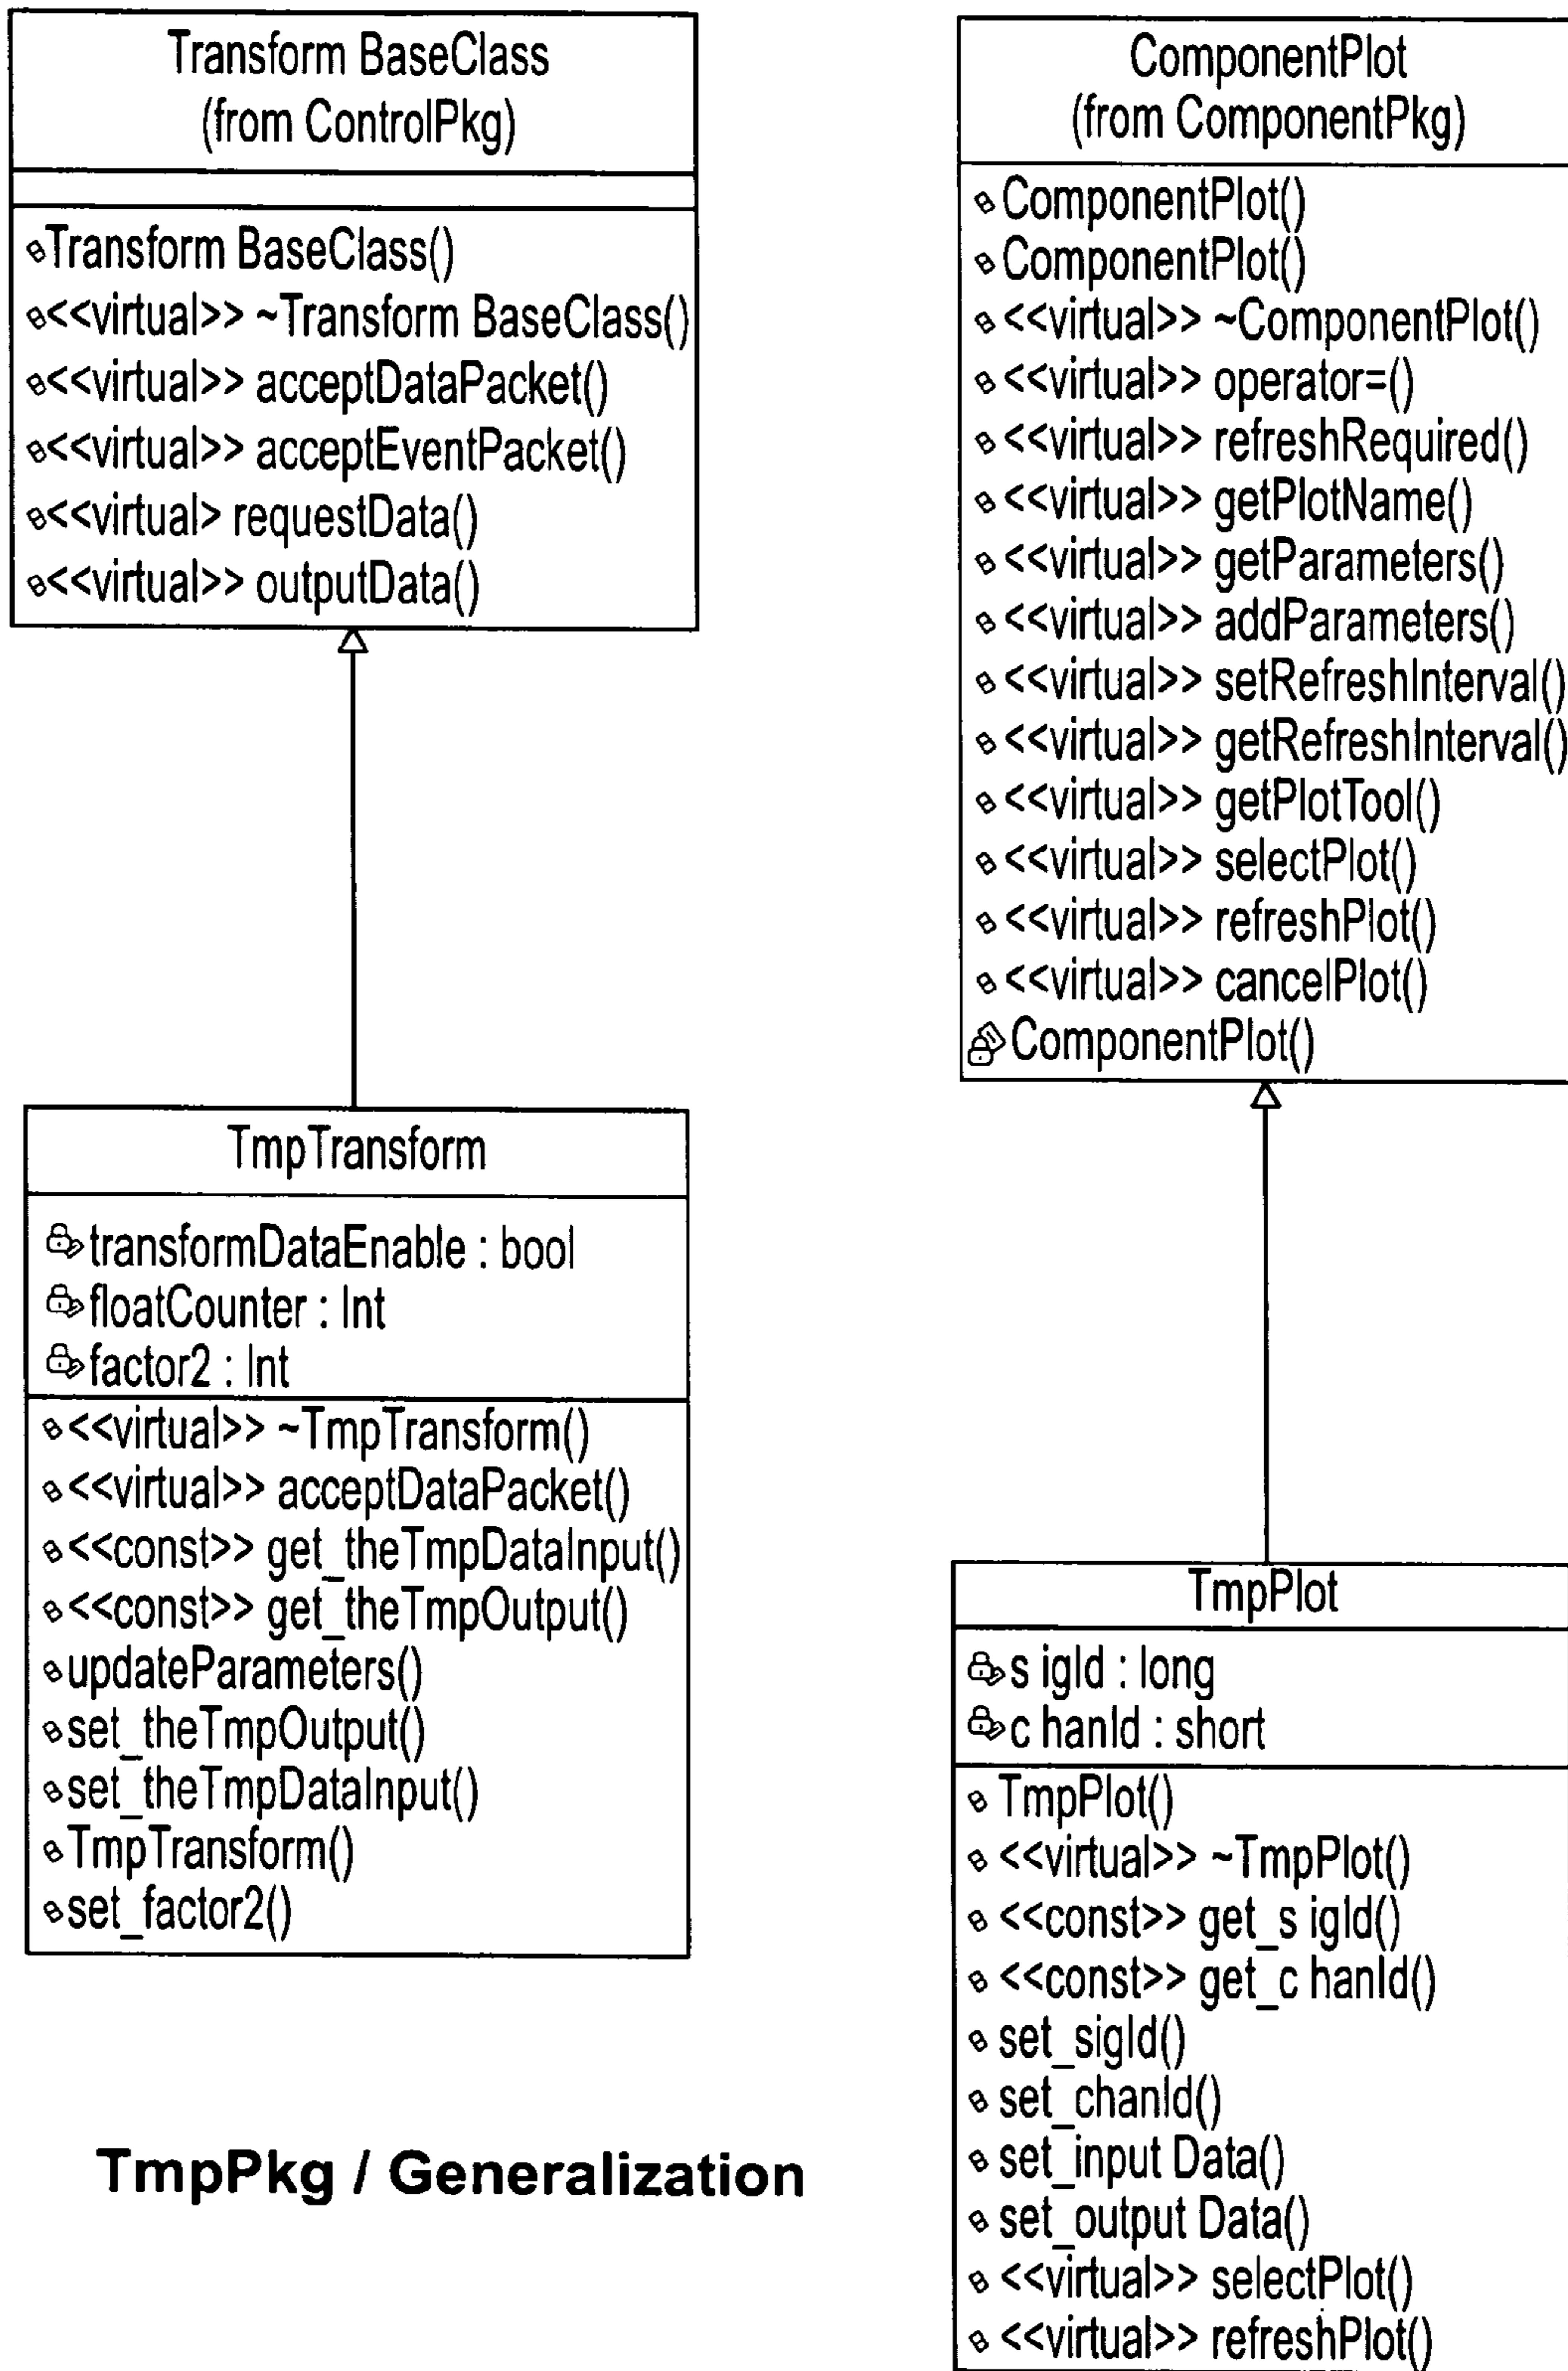 Transform BaseClass
(from ControlPkg)
Transform BaseClass()
<<virtual>> ~Transform BaseClass()
<<virtual>> acceptDataPacket()
<<virtual>> acceptEventPacket()
<<virtual> requestData()
<<virtual>> outputData()
ComponentPlot
(from ComponentPkg)
ComponentPlot()
ComponentPlot()
<<virtual>> ~ComponentPlot()
<<virtual>> operator=()
<<virtual>> refreshRequired()
<<virtual>> getPlotName()
<<virtual>> getParameters()
<<virtual>> addParameters()
<<virtual>> setRefreshInterval()
<<virtual>> getRefreshInterval()
<<virtual>> getPlotTool()
<<virtual>> selectPlot()
<<virtual>> refreshPlot()
<<virtual>> cancelPlot()
ComponentPlot()
TmpTransform
transformDataEnable : bool
floatCounter : Int
factor2 : Int
<<virtual>> ~TmpTransform()
<<virtual>> acceptDataPacket()
<<const>> get_theTmpDataInput()
<<const>> get_theTmpOutput()
updateParameters()
set_theTmpOutput()
set_theTmpDataInput()
TmpTransform()
set_factor2()
TmpPlot
s igId : long
c hanId : short
TmpPlot()
<<virtual>> ~TmpPlot()
<<const>> get_s igId()
<<const>> get_c hanId()
set_sigId()
set_chanId()
set_input Data()
set_output Data()
<<virtual>> selectPlot()
<<virtual>> refreshPlot()
TmpPkg / Generalization